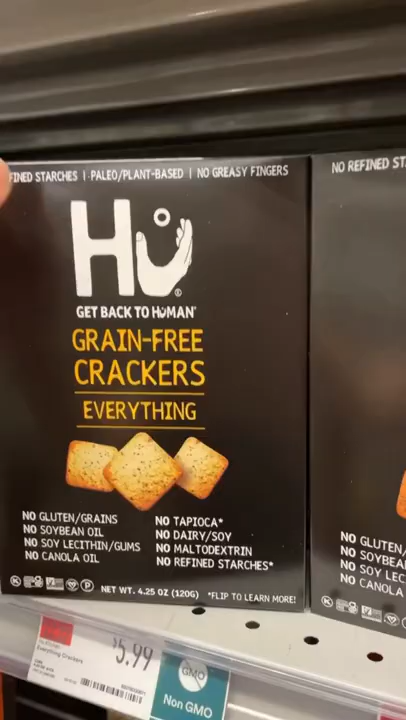 FINED STARCHES | PALEO/PLANT-BASED | NO GREASY FINGERS
NO REFINED ST
HU
GET BACK TO HUMAN
GRAIN-FREE
CRACKERS
EVERYTHING
NO GLUTEN/GRAINS
NO SOYBEAN OIL
NO SOY LECITHIN/GUMS
NO CANOLA OIL
NO TAPIOCA*
NO DAIRY/SOY
NO MALTODEXTRIN
NO REFINED STARCHES*
NET WT. 4.25 OZ (120G)
*FLIP TO LEARN MORE!
NO GLUTEN/
NO SOYBEA
NO SOY LEC
NO CANOLA
Everything Crackers
$5.99
GMO
Non GMO